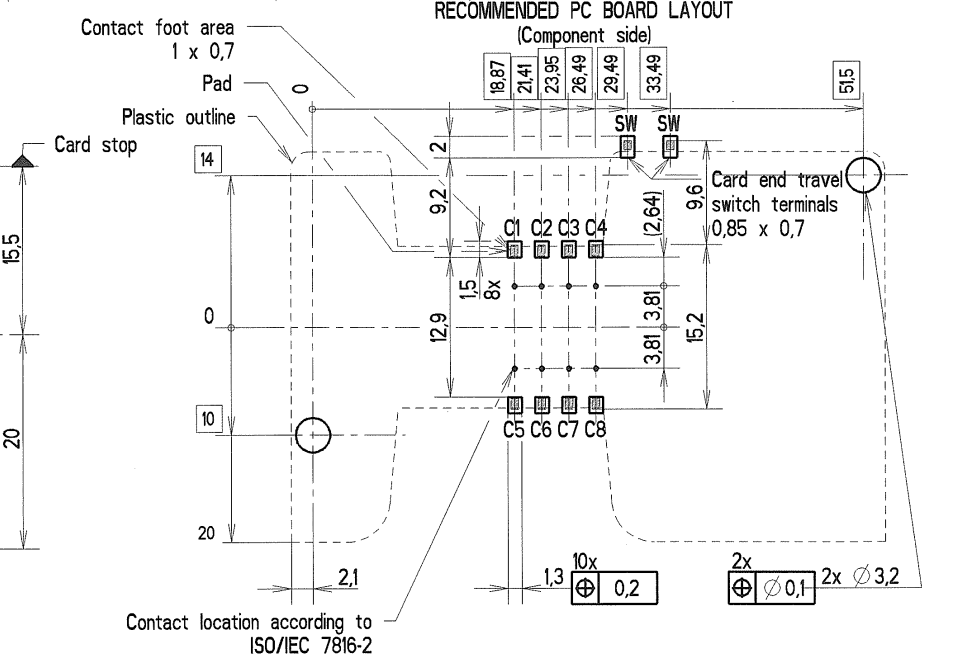 RECOMMENDED PC BOARD LAYOUT
(Component side)
Contact foot area
1 x 0,7
Pad
Plastic outline
Card stop
0
18,87
21,41
23,95
26,49
29,49
33,49
51,5
SW SW
2
14
9,2
(2,64)
9,6
Card end travel
switch terminals
0,85 x 0,7
C1 C2 C3 C4
15,5
1,5
8x
0
12,9
3,81
3,81
15,2
10
20
C5 C6 C7 C8
20
2,1
1,3
10x
⌖ 0,2
2x
⌖ ∅ 0,1
2x ∅ 3,2
Contact location according to
ISO/IEC 7816-2